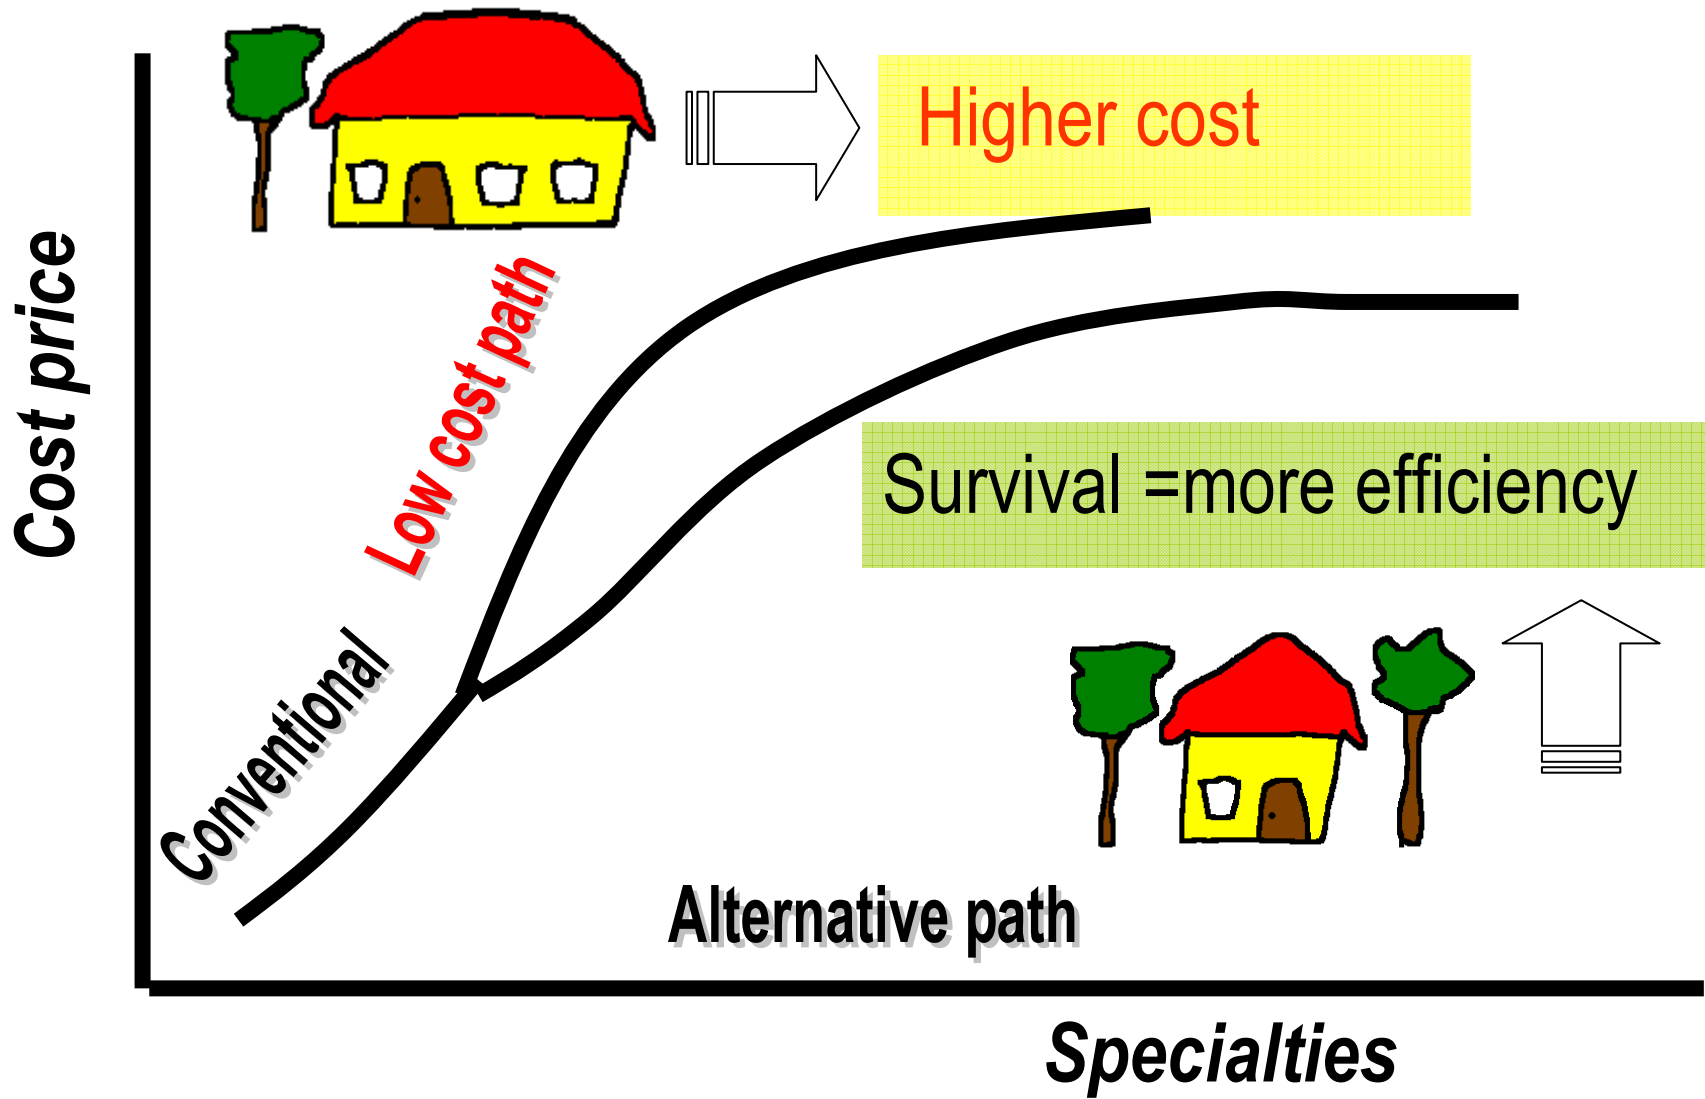 Higher cost
Cost price
Low cost path
Survival =more efficiency
Conventional
Alternative path
Specialties